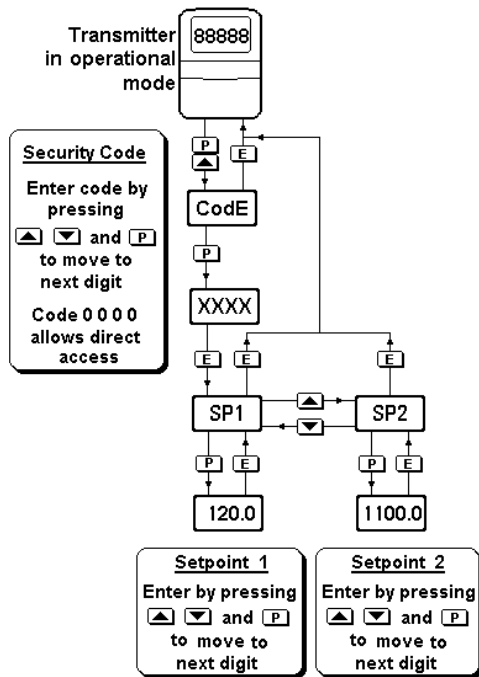 Transmitter
in operational
mode
88888
P
E
Security Code
Enter code by
pressing
and P
to move to
next digit
Code 0 0 0 0
allows direct
access
CodE
P
XXXX
E
E
E
SP1
SP2
P
E
P
E
120.0
1100.0
Setpoint 1
Enter by pressing
and P
to move to
next digit
Setpoint 2
Enter by pressing
and P
to move to
next digit